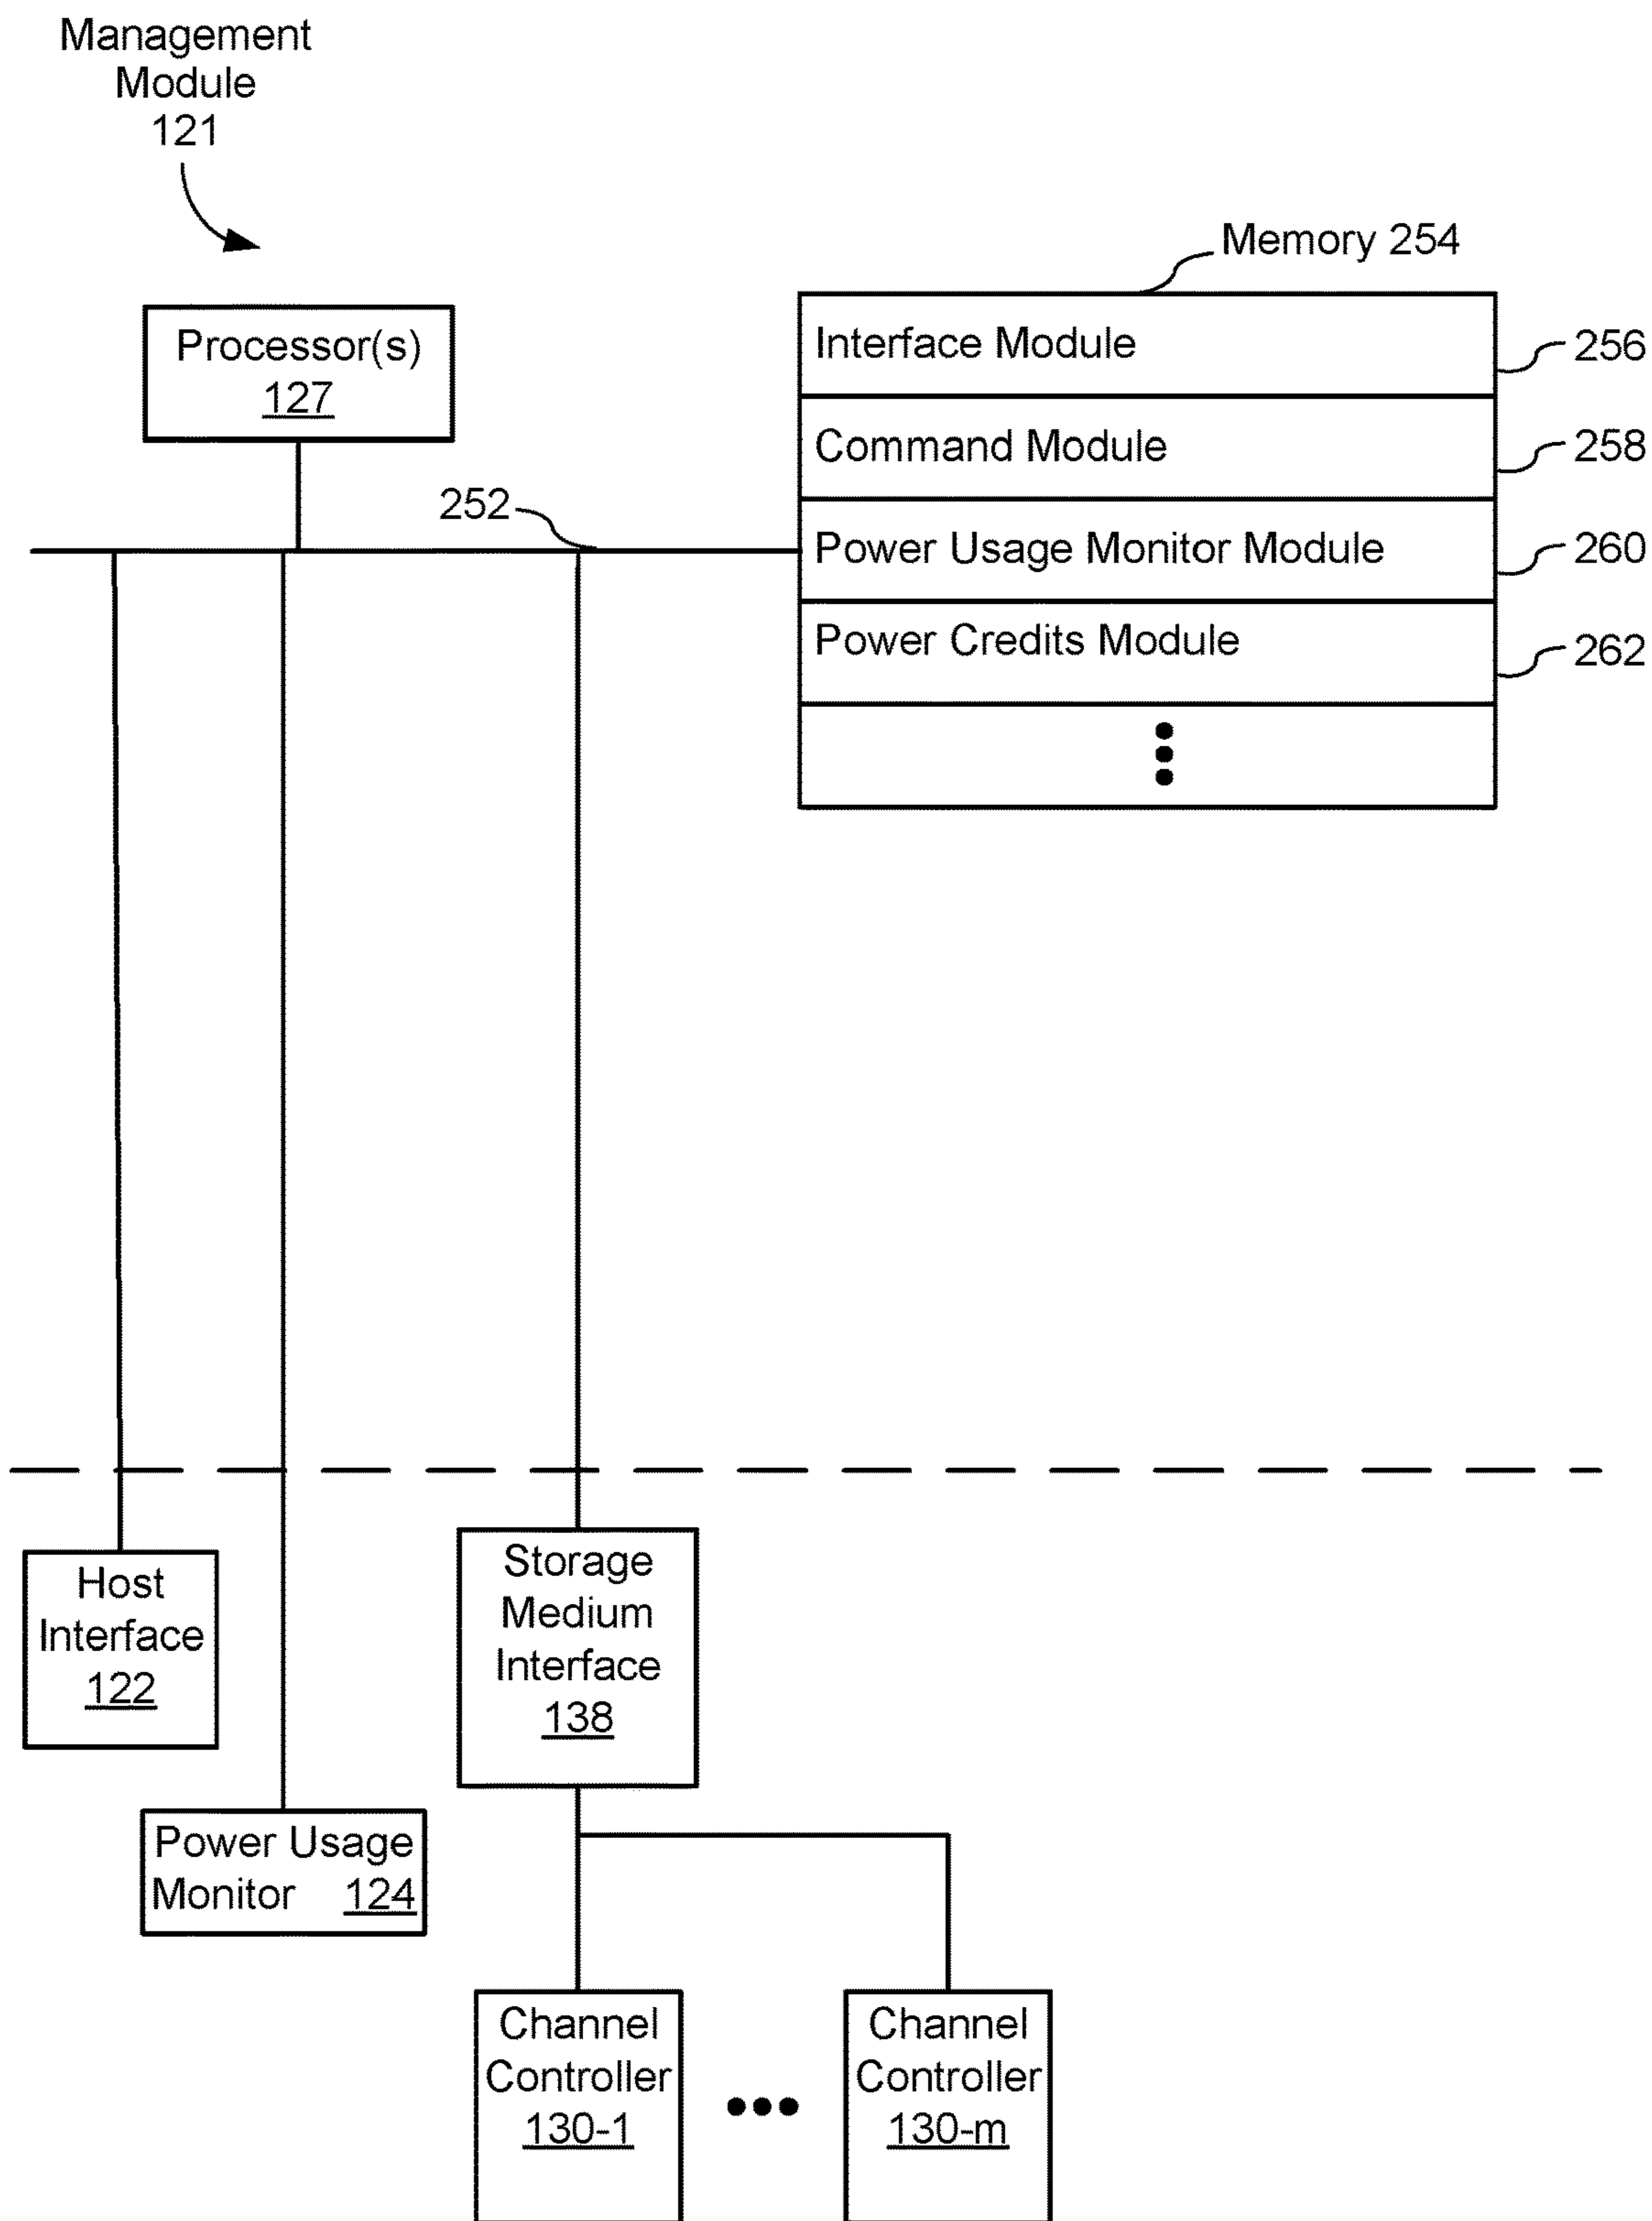 Management
Module
121
Memory 254
Processor(s)
127
Interface Module
256
Command Module
258
252
Power Usage Monitor Module
260
Power Credits Module
262
Host
Interface
122
Storage
Medium
Interface
138
Power Usage
Monitor 124
Channel
Controller
130-1
Channel
Controller
130-m